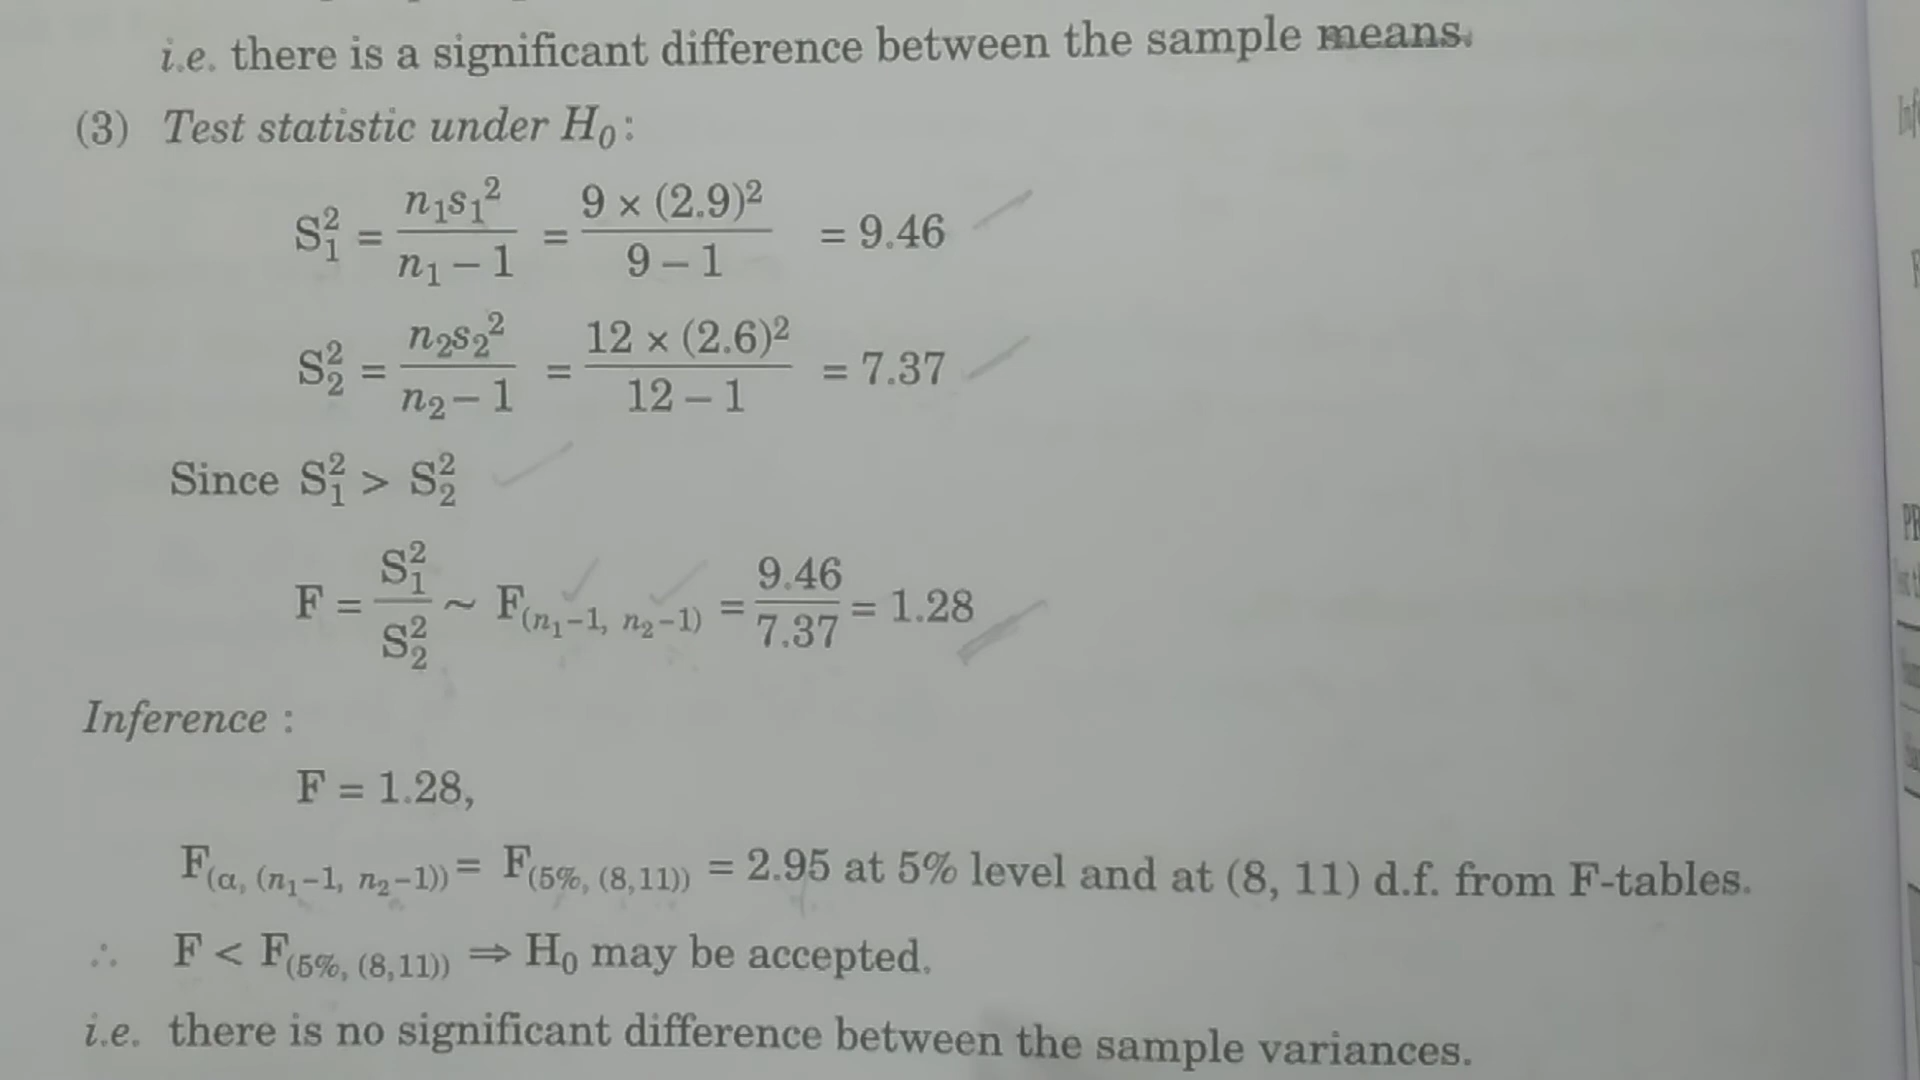 i.e. there is a significant difference between the sample means.
(3) Test statistic under H₀:
S₁² = n₁s₁² / n₁ – 1 = 9 × (2.9)² / 9 – 1 = 9.46
S₂² = n₂s₂² / n₂ – 1 = 12 × (2.6)² / 12 – 1 = 7.37
Since S₁² > S₂²
F = S₁² / S₂² ~ F(n₁–1, n₂–1) = 9.46 / 7.37 = 1.28
Inference :
F = 1.28,
F(α, (n₁–1, n₂–1)) = F(5%, (8,11)) = 2.95 at 5% level and at (8, 11) d.f. from F-tables.
∴ F < F(5%, (8,11)) ⇒ H₀ may be accepted.
i.e. there is no significant difference between the sample variances.